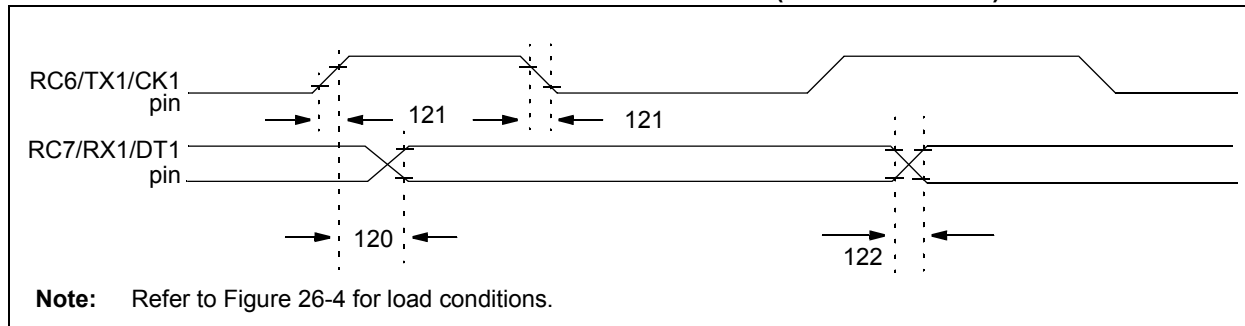 RC6/TX1/CK1
pin
121
121
RC7/RX1/DT1
pin
120
122
Note: Refer to Figure 26-4 for load conditions.